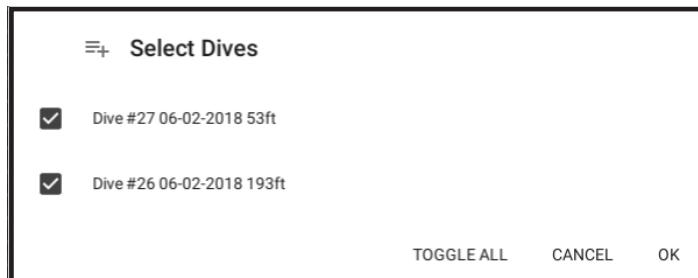 Select Dives
Dive #27 06-02-2018 53ft
Dive #26 06-02-2018 193ft
TOGGLE ALL CANCEL OK